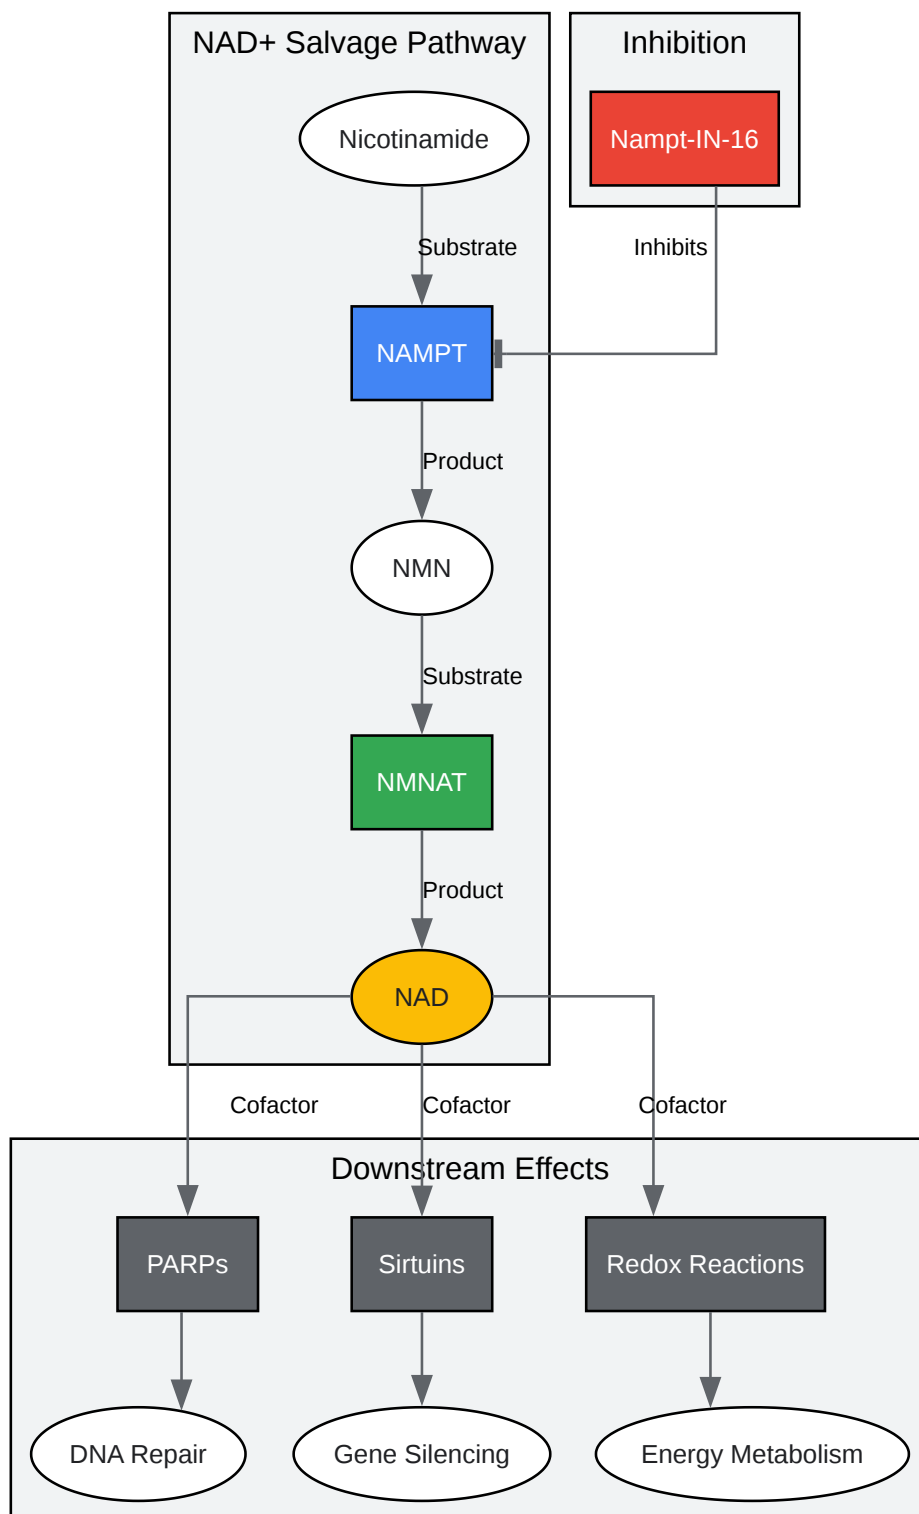 NAD+ Salvage Pathway
Inhibition
Nicotinamide
Nampt-IN-16
Substrate
Inhibits
NAMPT
Product
NMN
Substrate
NMNAT
Product
NAD
Cofactor
Cofactor
Cofactor
Downstream Effects
PARPs
Sirtuins
Redox Reactions
DNA Repair
Gene Silencing
Energy Metabolism